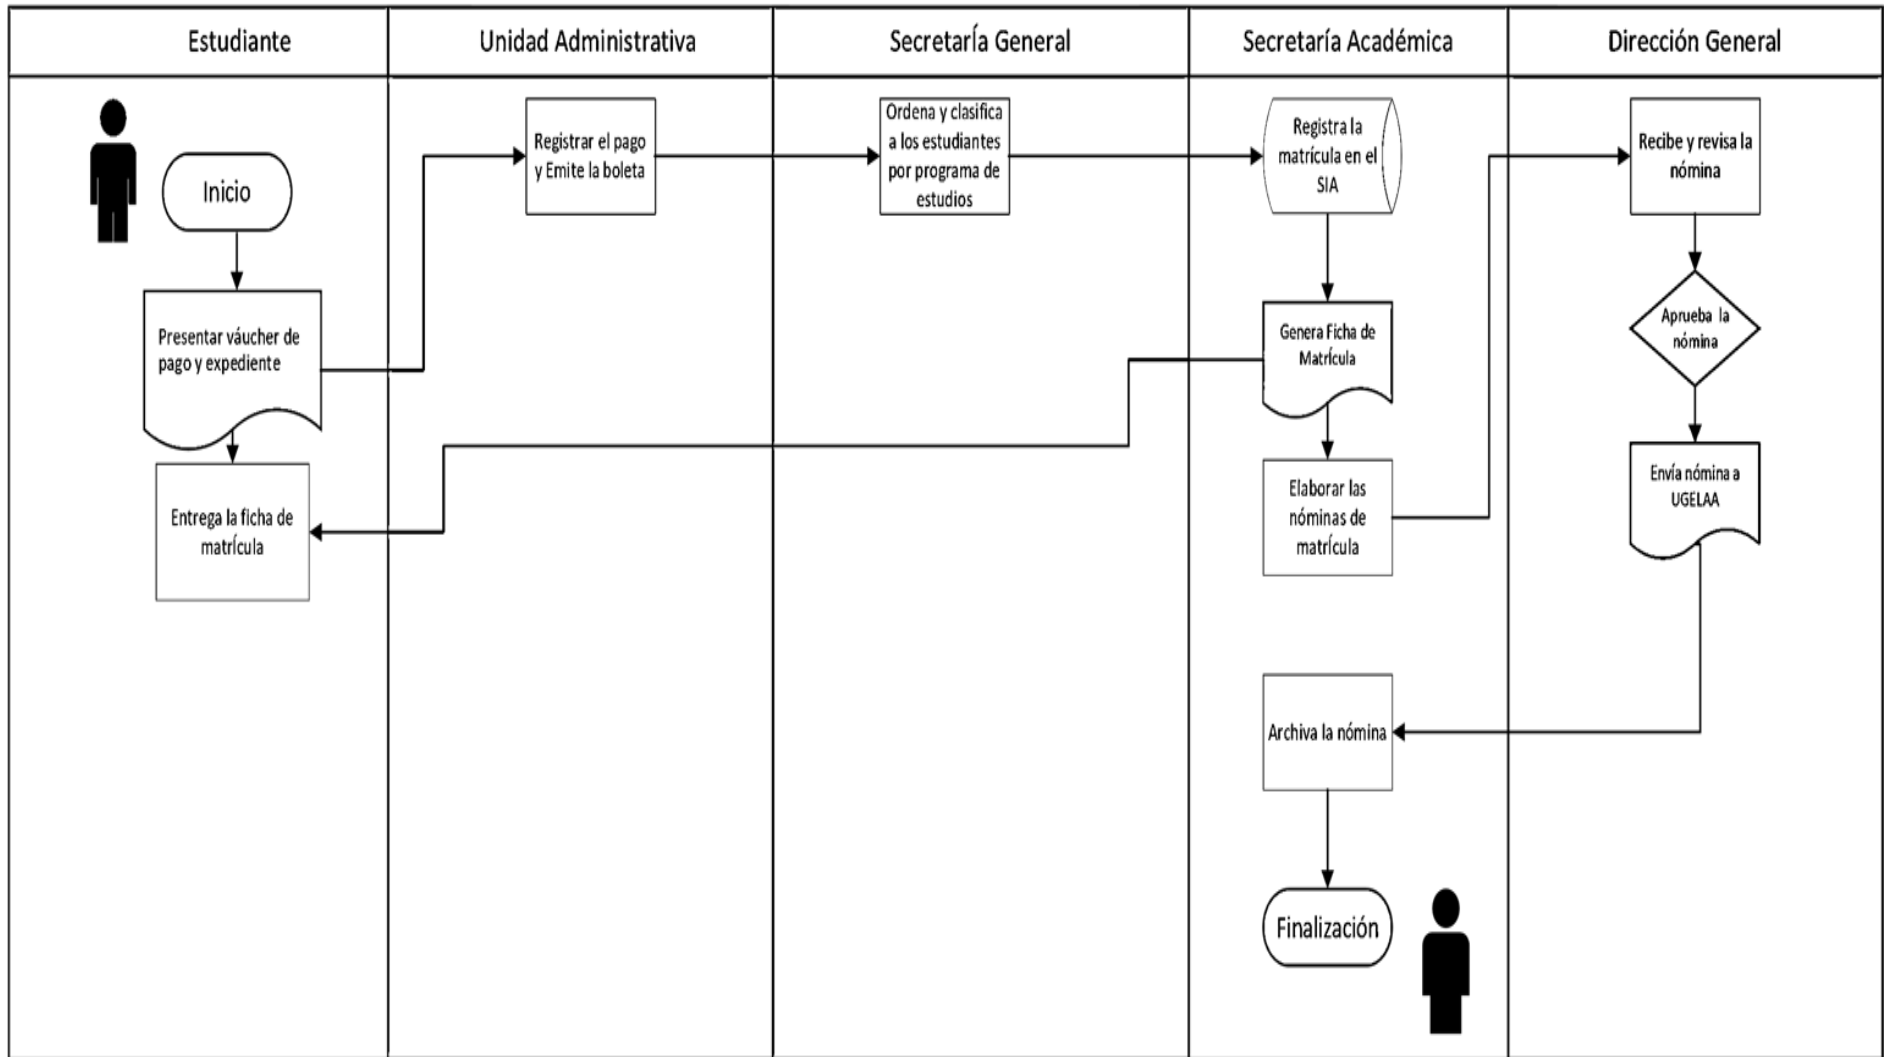 Estudiante
Unidad Administrativa
SecretarÍa General
Secretaría Académica
Dirección General
Inicio
Presentar váucher de
pago y expediente
Entrega la ficha de
matrícula
Registrar el pago
y Emite la boleta
Ordena y clasifica
a los estudiantes
por programa de
estudios
Registra la
matrícula en el
SIA
Genera Ficha de
Matrícula
Elaborar las
nóminas de
matrícula
Archiva la nómina
Finalización
Recibe y revisa la
nómina
Aprueba la
nómina
Envía nómina a
UGELAA